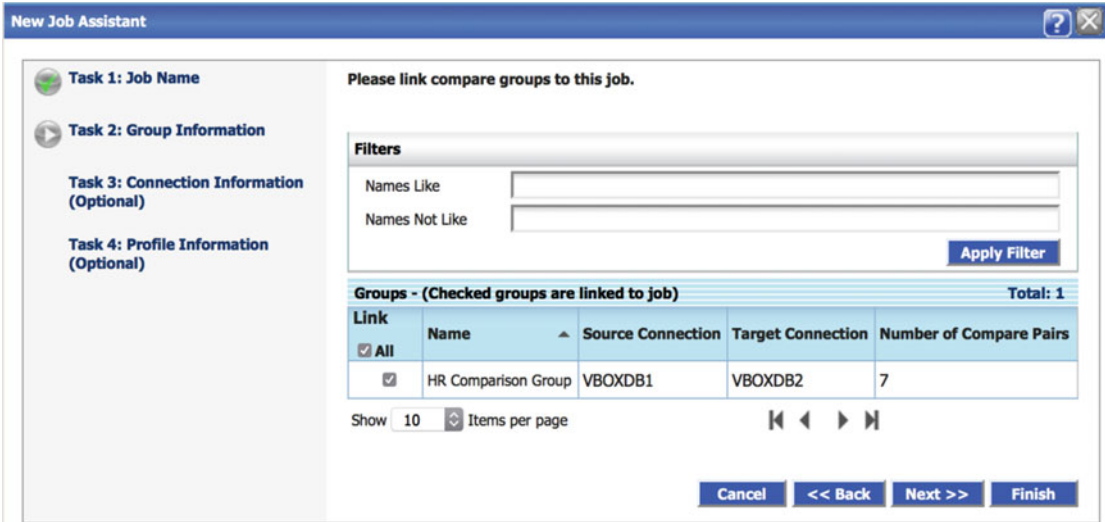 New Job Assistant
?
Task 1: Job Name
Task 2: Group Information
Task 3: Connection Information
(Optional)
Task 4: Profile Information
(Optional)
Please link compare groups to this job.
Filters
Names Like
Names Not Like
Apply Filter
Groups - (Checked groups are linked to job) Total: 1
Link
All
Name Source Connection Target Connection Number of Compare Pairs
HR Comparison Group VBOXDB1 VBOXDB2 7
Show 10 Items per page
Cancel << Back Next >> Finish